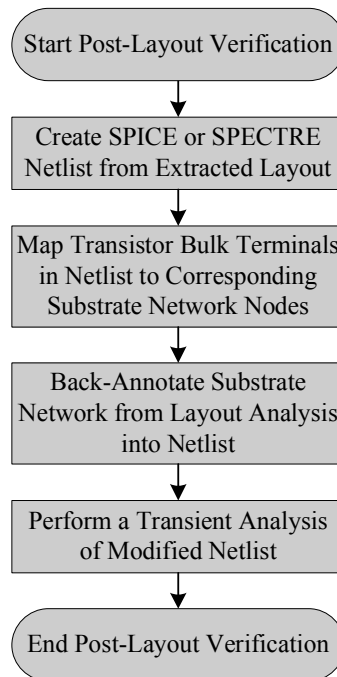 Start Post-Layout Verification
Create SPICE or SPECTRE
Netlist from Extracted Layout
Map Transistor Bulk Terminals
in Netlist to Corresponding
Substrate Network Nodes
Back-Annotate Substrate
Network from Layout Analysis
into Netlist
Perform a Transient Analysis
of Modified Netlist
End Post-Layout Verification